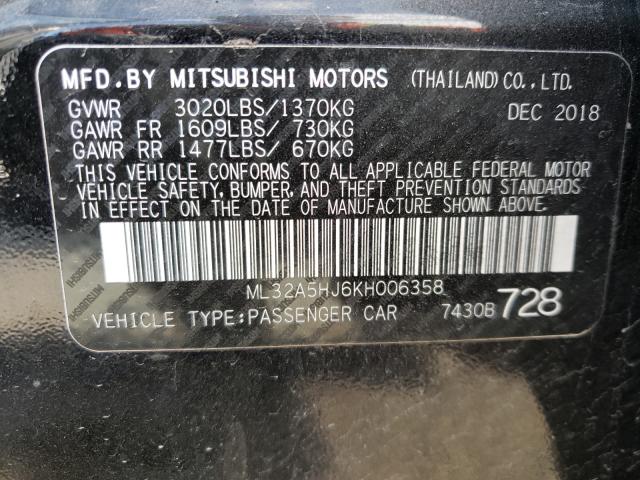 MFD.BY MITSUBISHI MOTORS (THAILAND) CO., LTD.
GVWR 3020LBS/1370KG DEC 2018
GAWR FR 1609LBS/ 730KG
GAWR RR 1477LBS/ 670KG
THIS VEHICLE CONFORMS TO ALL APPLICABLE FEDERAL MOTOR
VEHICLE SAFETY, BUMPER, AND THEFT PREVENTION STANDARDS
IN EFFECT ON THE DATE OF MANUFACTURE SHOWN ABOVE.
ML32A5HJ6KH006358
VEHICLE TYPE:PASSENGER CAR 7430B 728
MITSUBISHI
MITSUBISHI